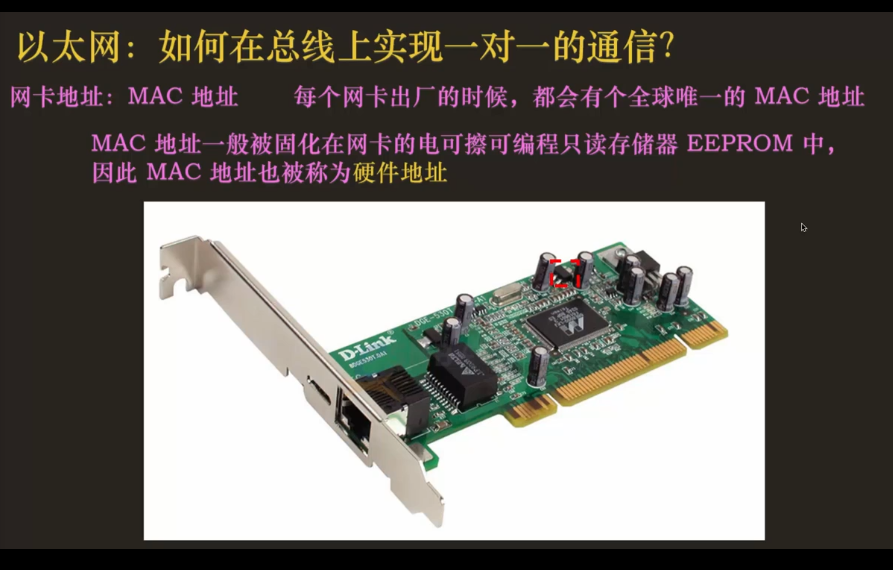 以太网：如何在总线上实现一对一的通信？
网卡地址：MAC 地址 每个网卡出厂的时候，都会有个全球唯一的 MAC 地址
MAC 地址一般被固化在网卡的电可擦可编程只读存储器 EEPROM 中，
因此 MAC 地址也被称为硬件地址
D-Link